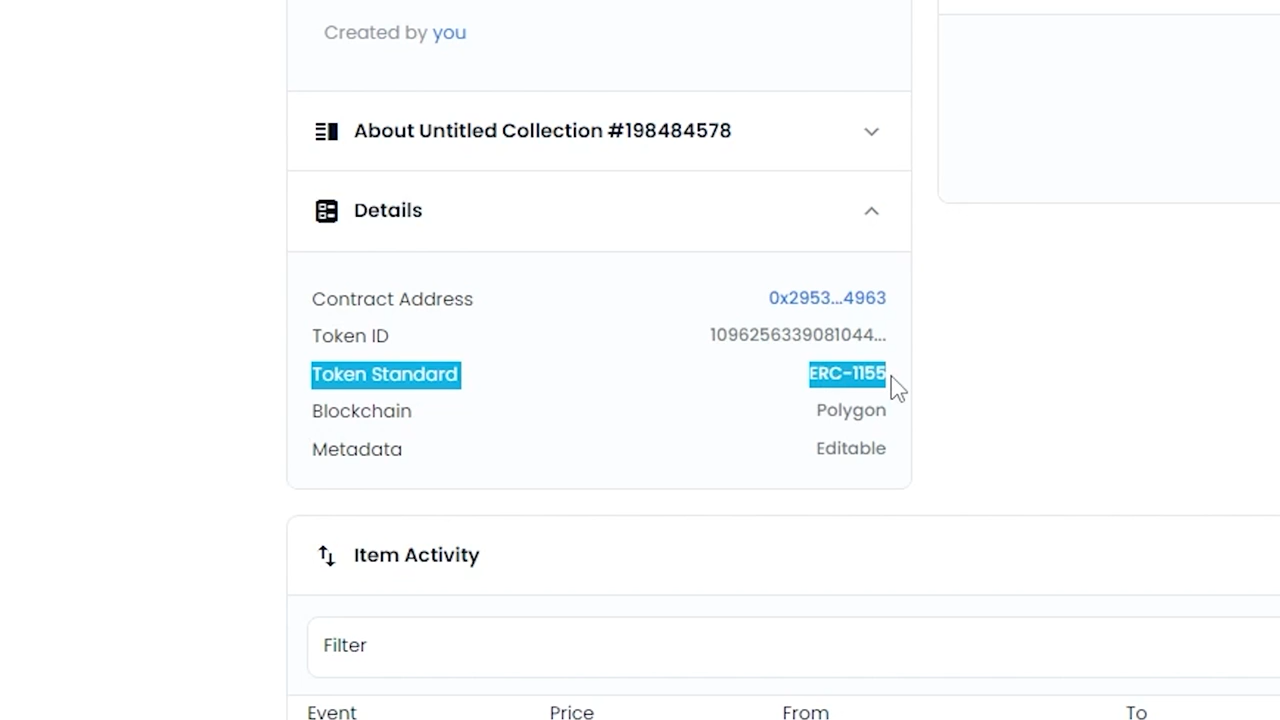 Created by you
About Untitled Collection #198484578
Details
Contract Address 0x2953...4963
Token ID 1096256339081044...
Token Standard ERC-1155
Blockchain Polygon
Metadata Editable
Item Activity
Filter
Event Price From To